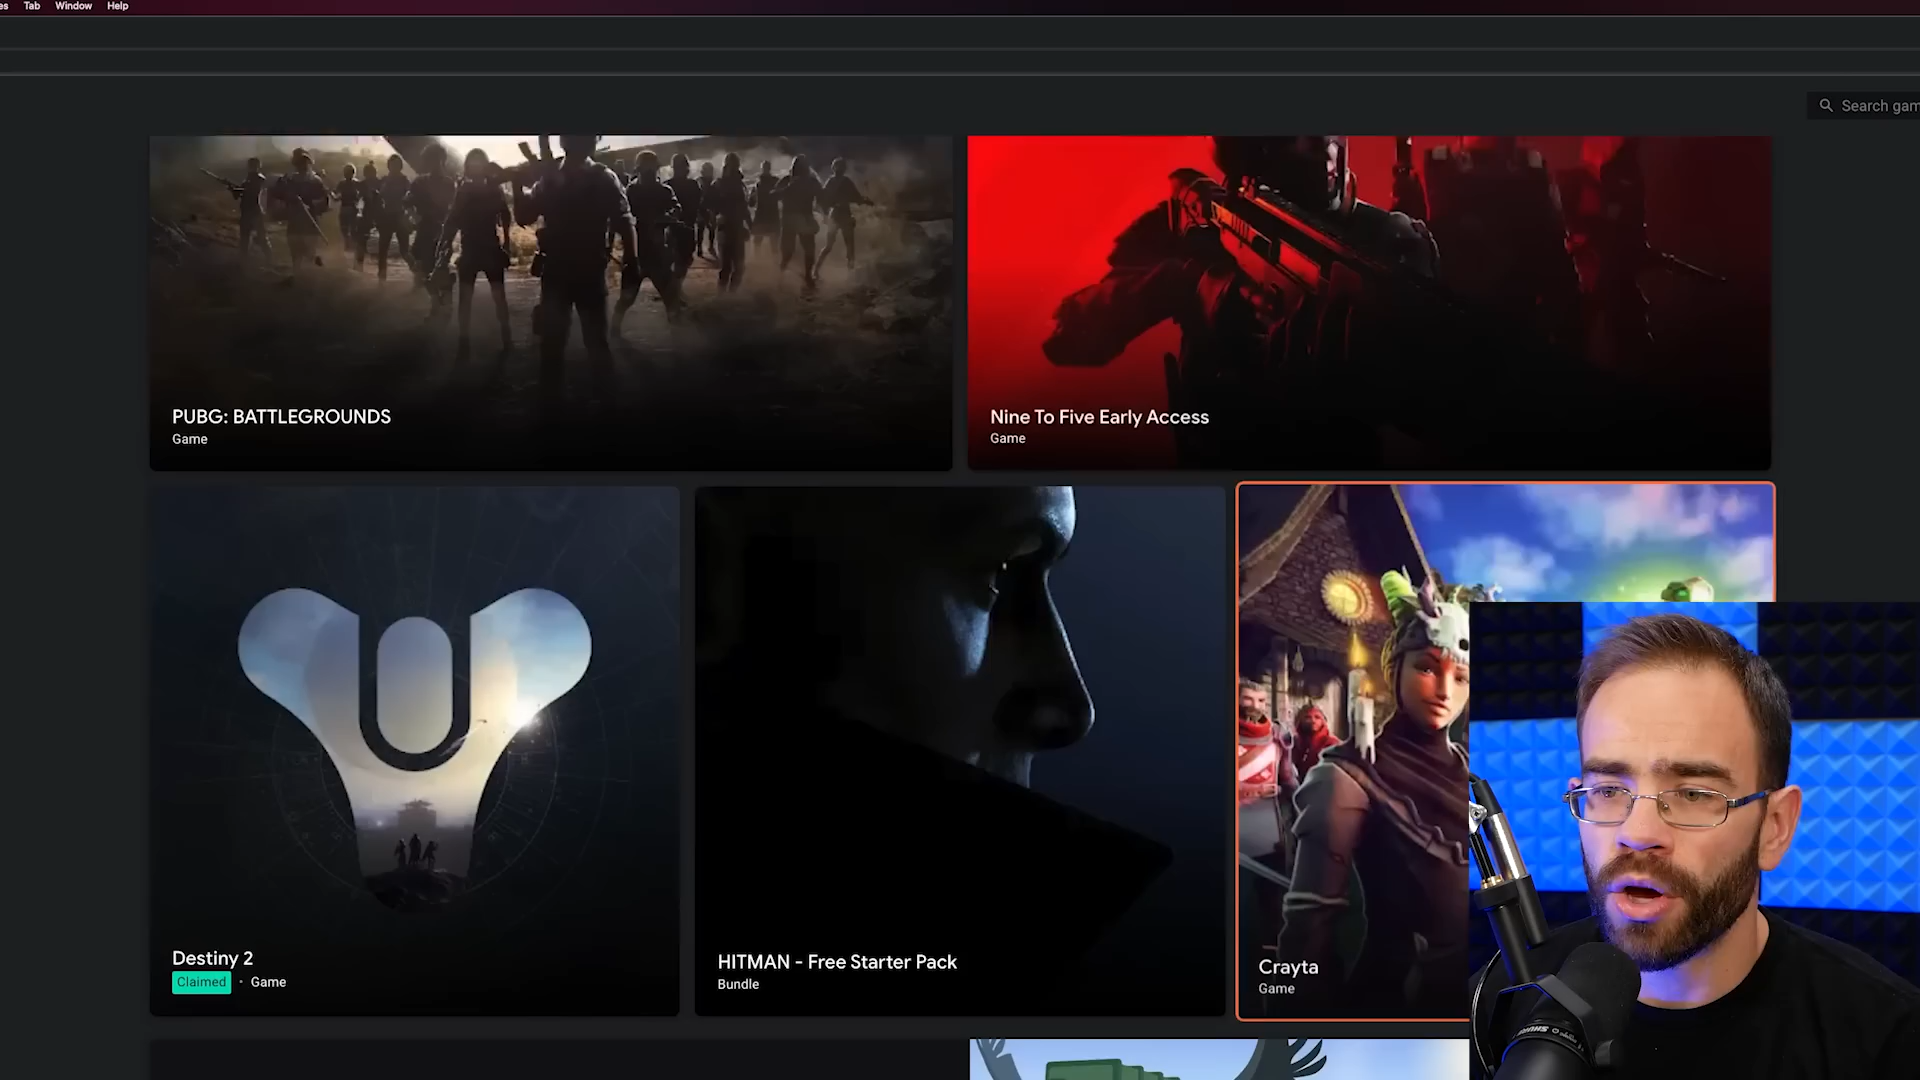 Tab Window Help
Search
PUBG: BATTLEGROUNDS
Game
Nine To Five Early Access
Game
Destiny 2
Claimed · Game
HITMAN - Free Starter Pack
Bundle
Crayta
Game